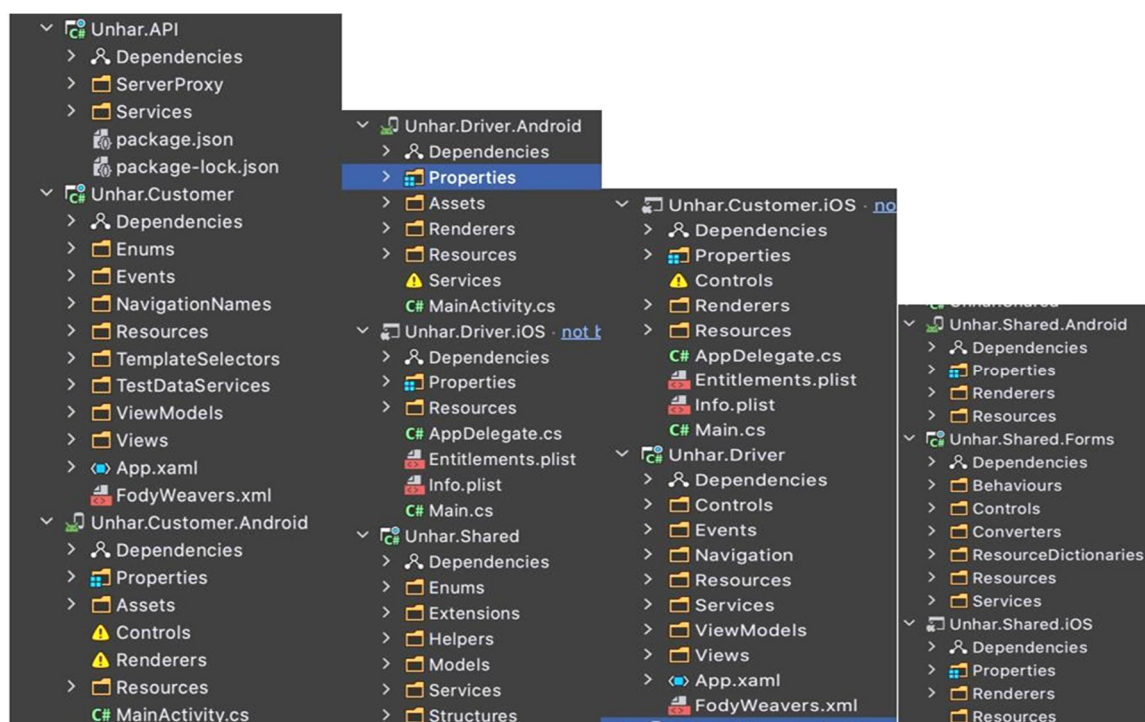 Unhar.API
Dependencies
ServerProxy
Services
package.json
package-lock.json
Unhar.Customer
Dependencies
Enums
Events
NavigationNames
Resources
TemplateSelectors
TestDataServices
ViewModels
Views
App.xaml
FodyWeavers.xml
Unhar.Customer.Android
Dependencies
Properties
Assets
Controls
Renderers
Resources
C# MainActivity.cs
Unhar.Driver.Android
Dependencies
Properties
Assets
Renderers
Resources
Services
C# MainActivity.cs
Unhar.Driver.iOS · not b
Dependencies
Properties
Resources
C# AppDelegate.cs
Entitlements.plist
Info.plist
C# Main.cs
Unhar.Shared
Dependencies
Enums
Extensions
Helpers
Models
Services
Structures
Unhar.Customer.iOS · no
Dependencies
Properties
Controls
Renderers
Resources
C# AppDelegate.cs
Entitlements.plist
Info.plist
C# Main.cs
Unhar.Driver
Dependencies
Controls
Events
Navigation
Resources
Services
ViewModels
Views
App.xaml
FodyWeavers.xml
Unhar.Shared
Unhar.Shared.Android
Dependencies
Properties
Renderers
Resources
Unhar.Shared.Forms
Dependencies
Behaviours
Controls
Converters
ResourceDictionaries
Resources
Services
Unhar.Shared.iOS
Dependencies
Properties
Renderers
Resources